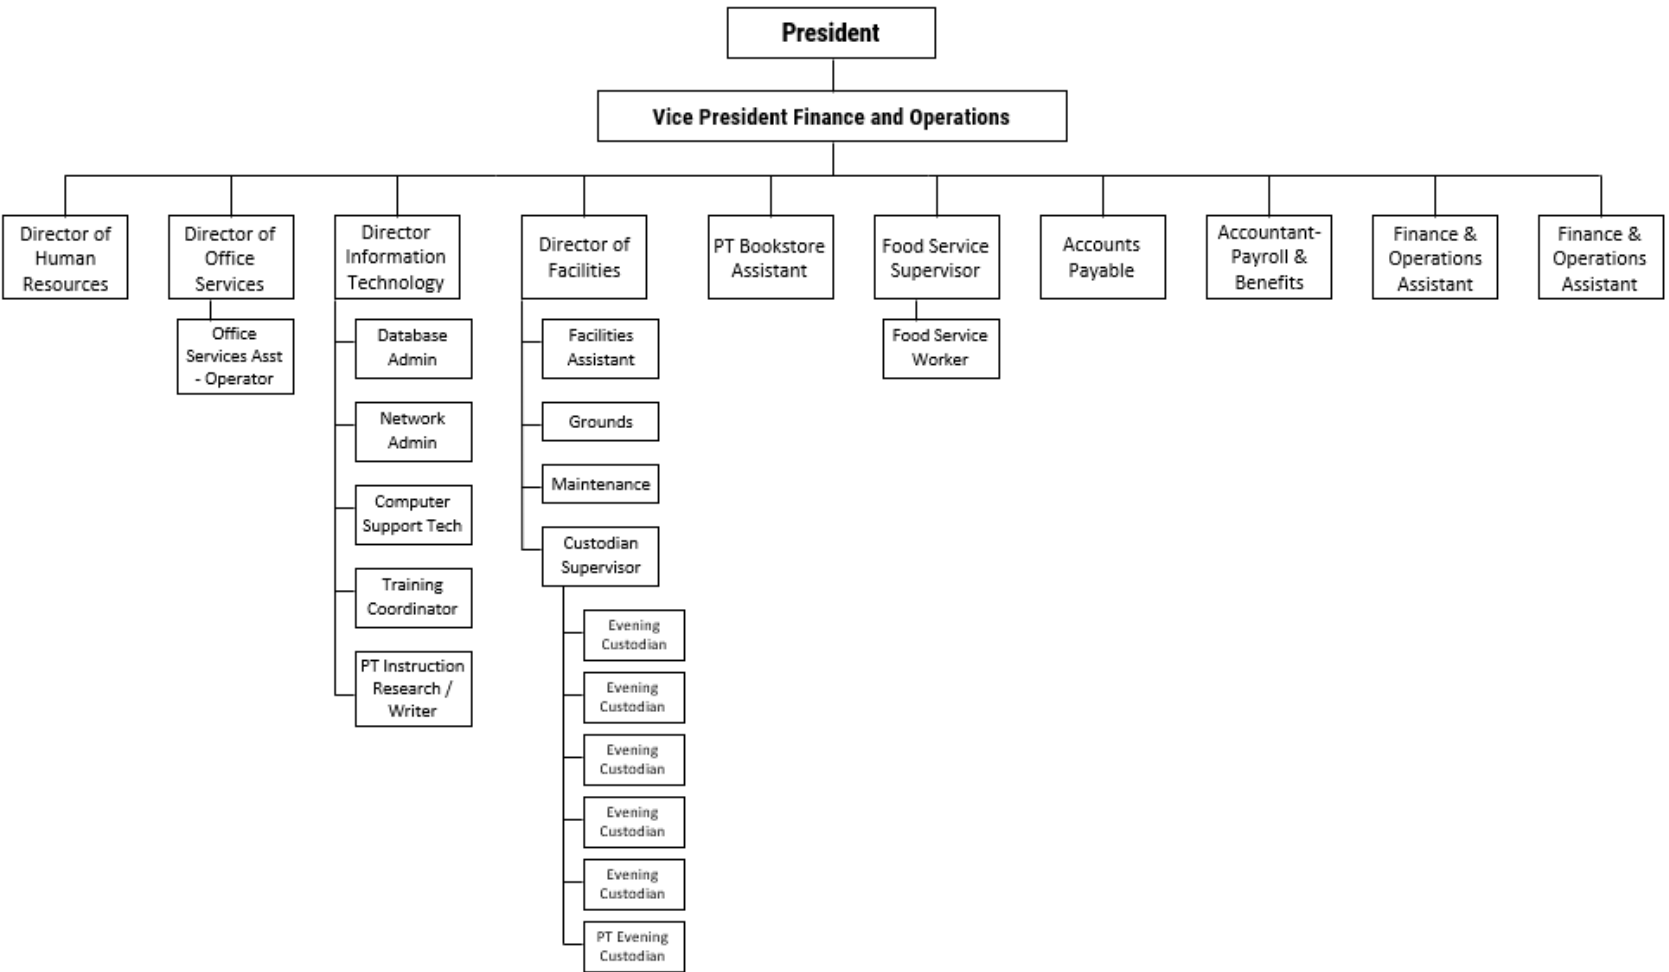 President
Vice President Finance and Operations
Director of
Human
Resources
Director of
Office
Services
Director
Information
Technology
Director of
Facilities
PT Bookstore
Assistant
Food Service
Supervisor
Accounts
Payable
Accountant-
Payroll &
Benefits
Finance &
Operations
Assistant
Finance &
Operations
Assistant
Office
Services Asst
- Operator
Database
Admin
Network
Admin
Computer
Support Tech
Training
Coordinator
PT Instruction
Research /
Writer
Facilities
Assistant
Grounds
Maintenance
Custodian
Supervisor
Evening
Custodian
Evening
Custodian
Evening
Custodian
Evening
Custodian
Evening
Custodian
PT Evening
Custodian
Food Service
Worker